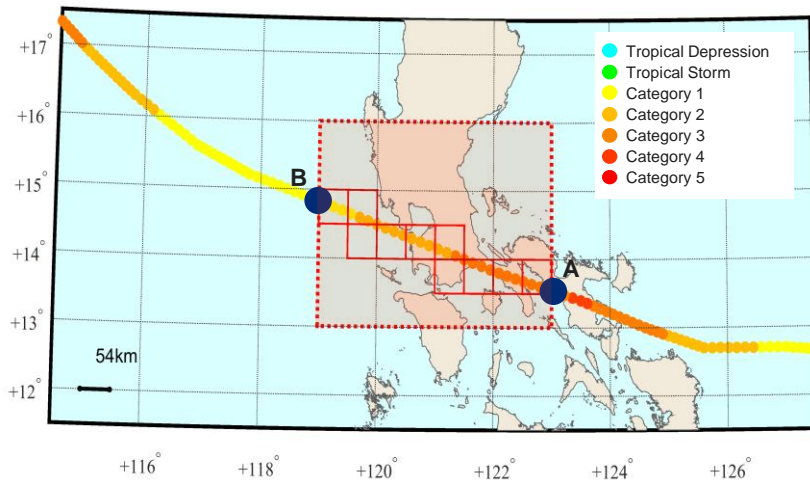 +17°
+16°
+15°
+14°
+13°
+12°
Tropical Depression
Tropical Storm
Category 1
Category 2
Category 3
Category 4
Category 5
B
A
54km
+116°
+118°
+120°
+122°
+124°
+126°